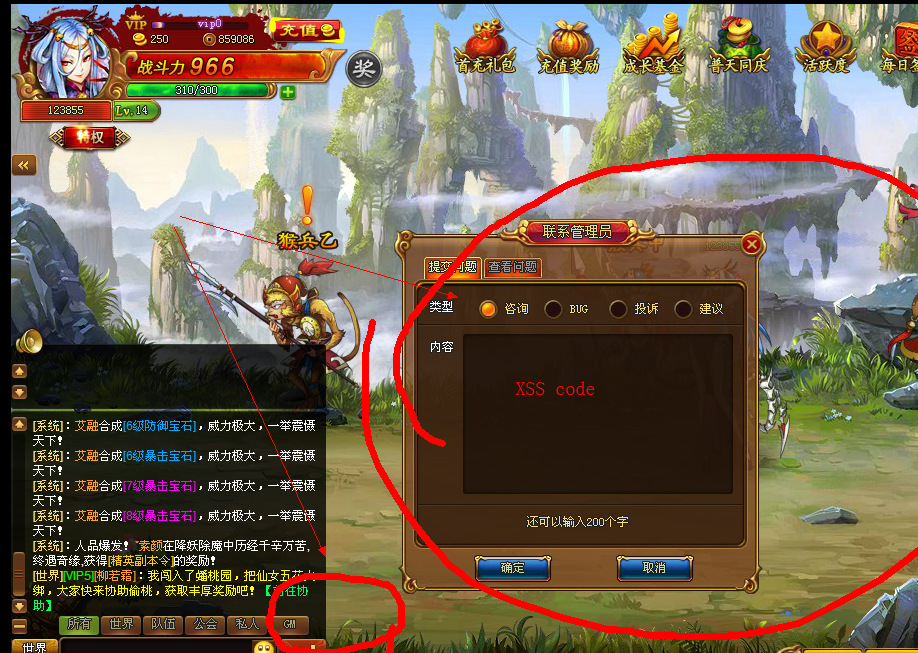 VIP vip0
250 859086
充值
战斗力 966
奖
310/300
123855 Lv.14
特权
首充礼包 充值奖励 成长基金 普天同庆 活跃度
猴兵乙
联系管理员
提交问题 查看问题
类型 咨询 BUG 投诉 建议
内容
XSS code
还可以输入200个字
确定 取消
[系统]：艾融合成[6级防御宝石]，威力极大，一举震慑
天下！
[系统]：艾融合成[6级暴击宝石]，威力极大，一举震慑
天下！
[系统]：艾融合成[7级暴击宝石]，威力极大，一举震慑
天下！
[系统]：艾融合成[8级暴击宝石]，威力极大，一举震慑
天下！
[系统]：人品爆发！素颜在降妖除魔中历经千辛万苦,
终遇奇缘,获得[精英副本令]的奖励！
[世界][VIP5][柳若霜]：我闯入了蟠桃园，把仙女五花大
绑，大家快来协助偷桃，获取丰厚奖励吧！【前往协
助】
所有 世界 队伍 公会 私人 GM
世界